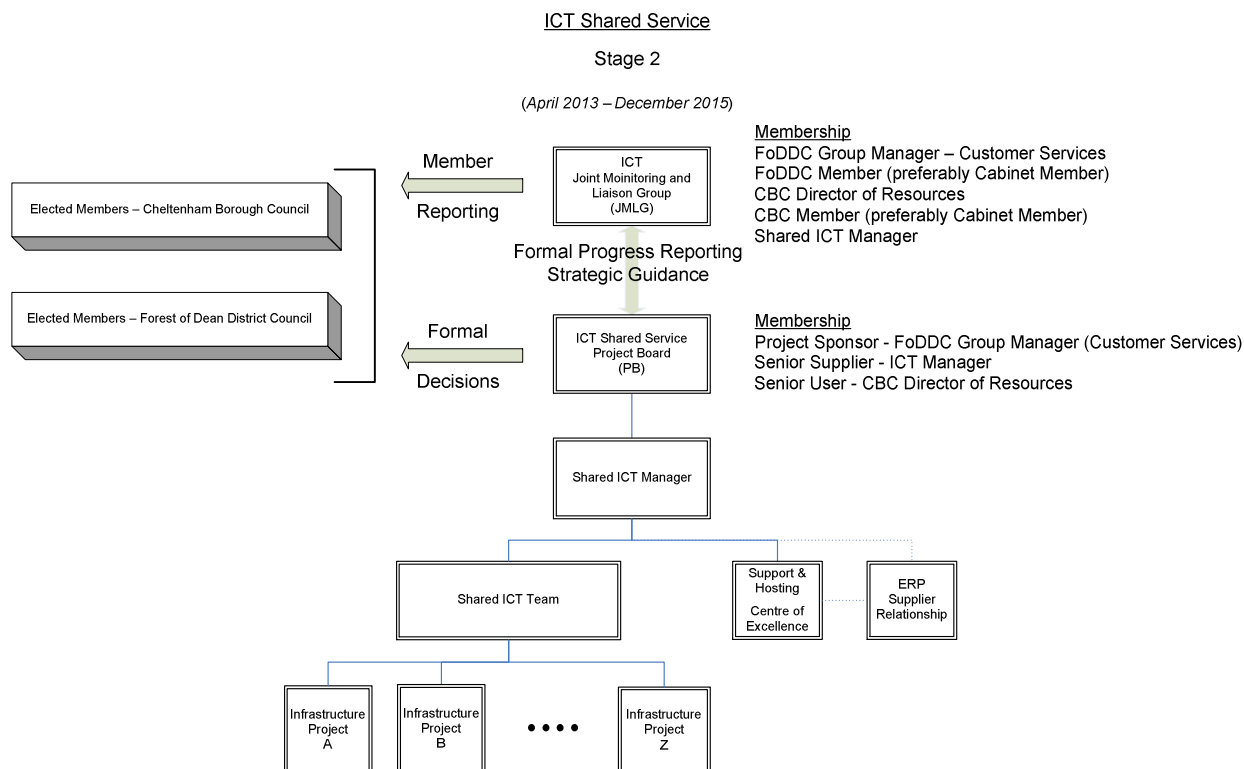 ICT Shared Service
Stage 2
(April 2013 – December 2015)
Elected Members – Cheltenham Borough Council
Elected Members – Forest of Dean District Council
Member
Reporting
Formal
Decisions
ICT
Joint Moinitoring and
Liaison Group
(JMLG)
Membership
FoDDC Group Manager – Customer Services
FoDDC Member (preferably Cabinet Member)
CBC Director of Resources
CBC Member (preferably Cabinet Member)
Shared ICT Manager
Formal Progress Reporting
Strategic Guidance
ICT Shared Service
Project Board
(PB)
Membership
Project Sponsor - FoDDC Group Manager (Customer Services)
Senior Supplier - ICT Manager
Senior User - CBC Director of Resources
Shared ICT Manager
Shared ICT Team
Support &
Hosting
Centre of
Excellence
ERP
Supplier
Relationship
Infrastructure
Project
A
Infrastructure
Project
B
Infrastructure
Project
Z